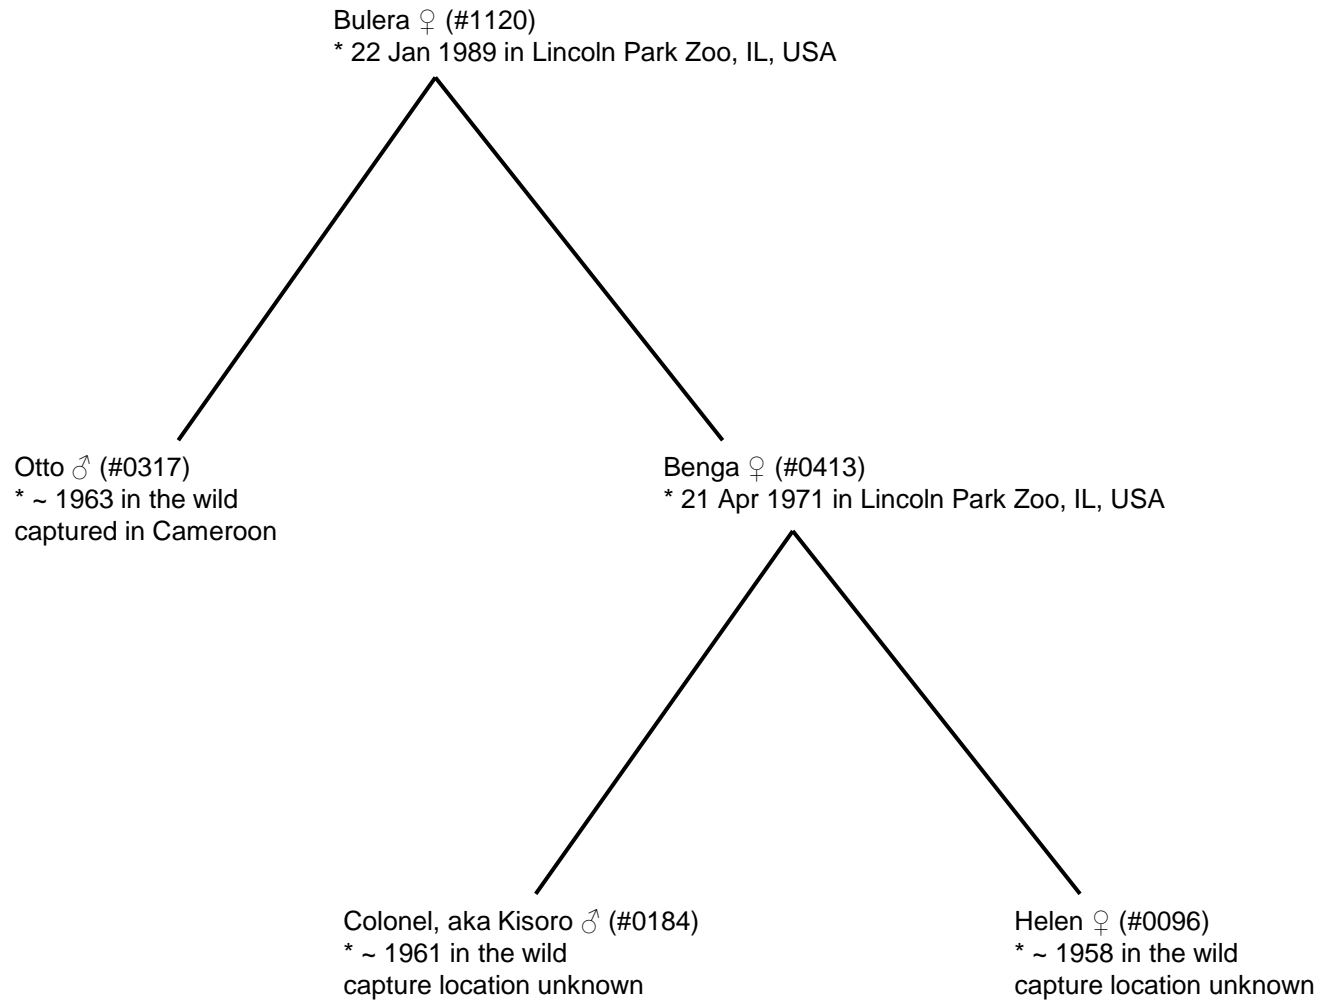 Bulera ♀ (#1120)
* 22 Jan 1989 in Lincoln Park Zoo, IL, USA
Otto ♂ (#0317)
* ~ 1963 in the wild
captured in Cameroon
Benga ♀ (#0413)
* 21 Apr 1971 in Lincoln Park Zoo, IL, USA
Colonel, aka Kisoro ♂ (#0184)
* ~ 1961 in the wild
capture location unknown
Helen ♀ (#0096)
* ~ 1958 in the wild
capture location unknown